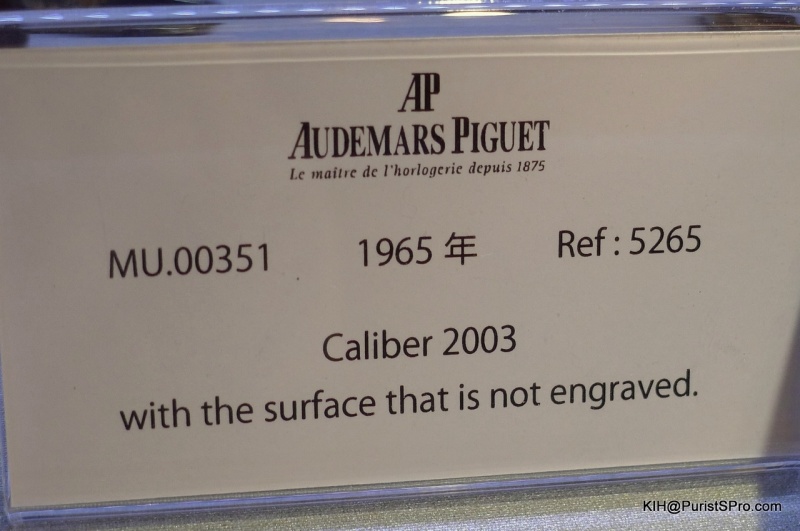 AP
AUDEMARS PIGUET
Le maître de l'horlogerie depuis 1875
MU.00351 1965 年 Ref : 5265
Caliber 2003
with the surface that is not engraved.
KIH@PuristSPro.com